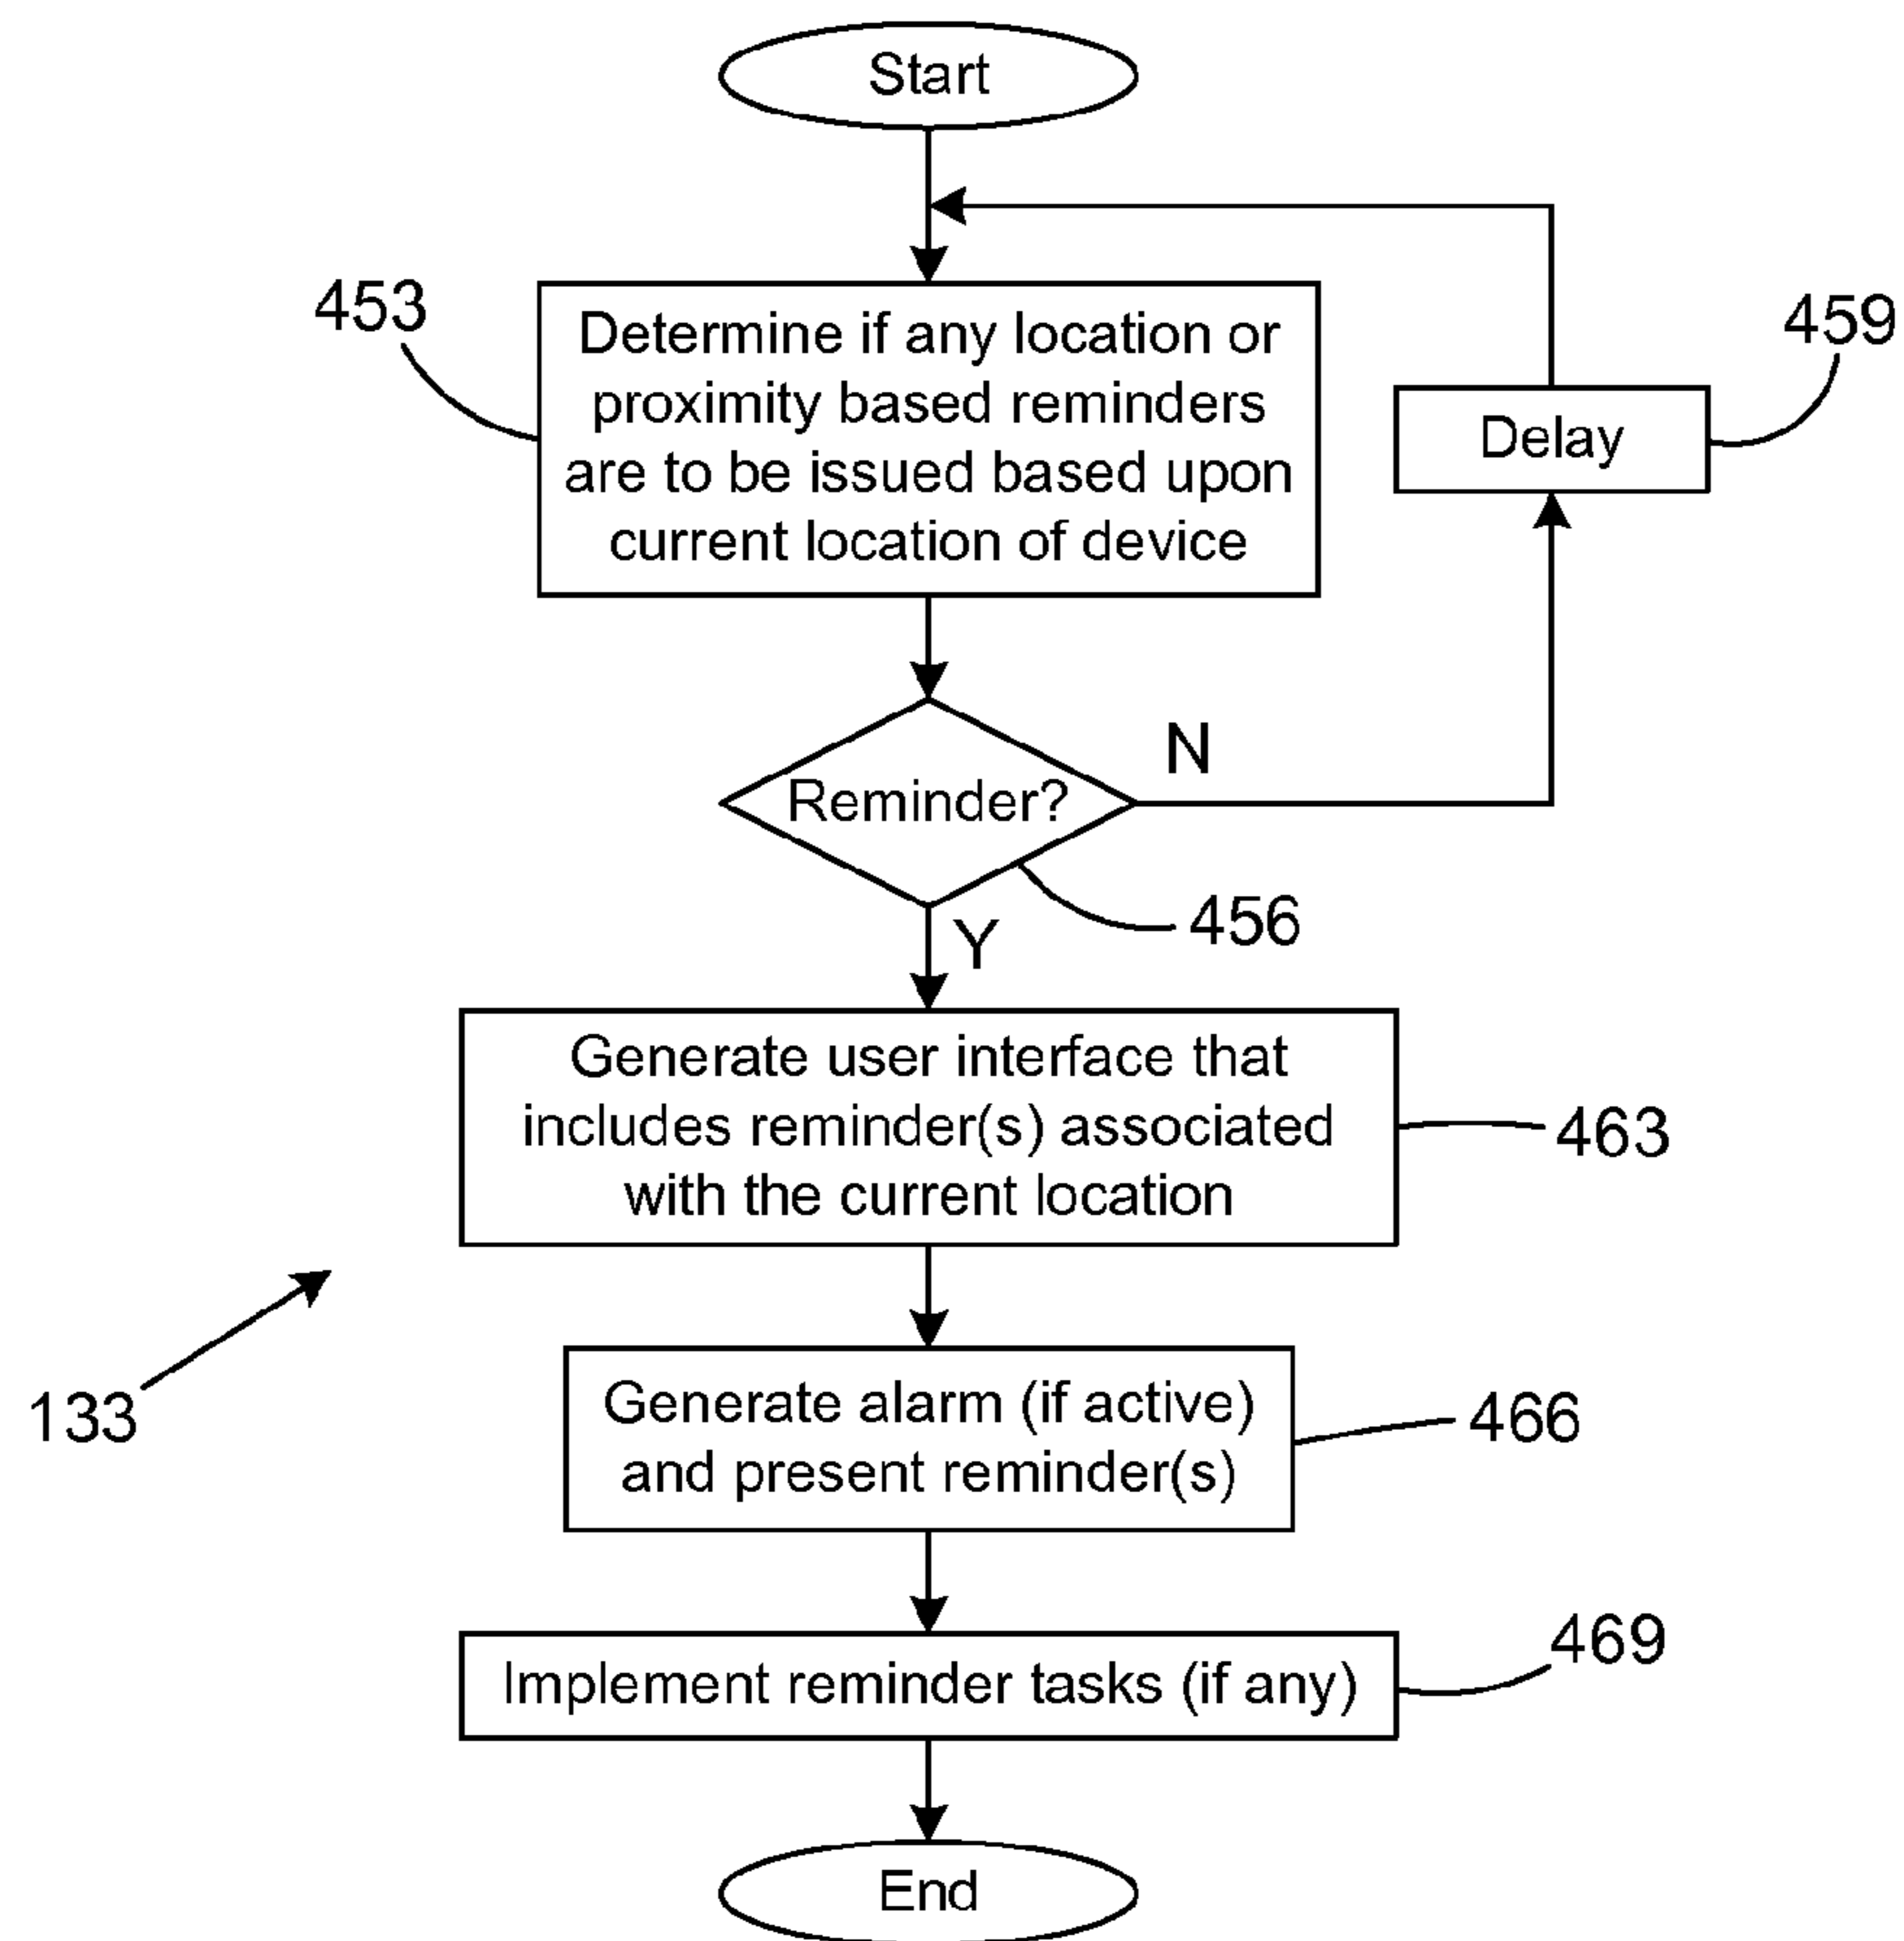 Start
453
Determine if any location or
proximity based reminders
are to be issued based upon
current location of device
459
Delay
Reminder?
N
456
Y
Generate user interface that
includes reminder(s) associated
with the current location
463
133
Generate alarm (if active)
and present reminder(s)
466
Implement reminder tasks (if any)
469
End